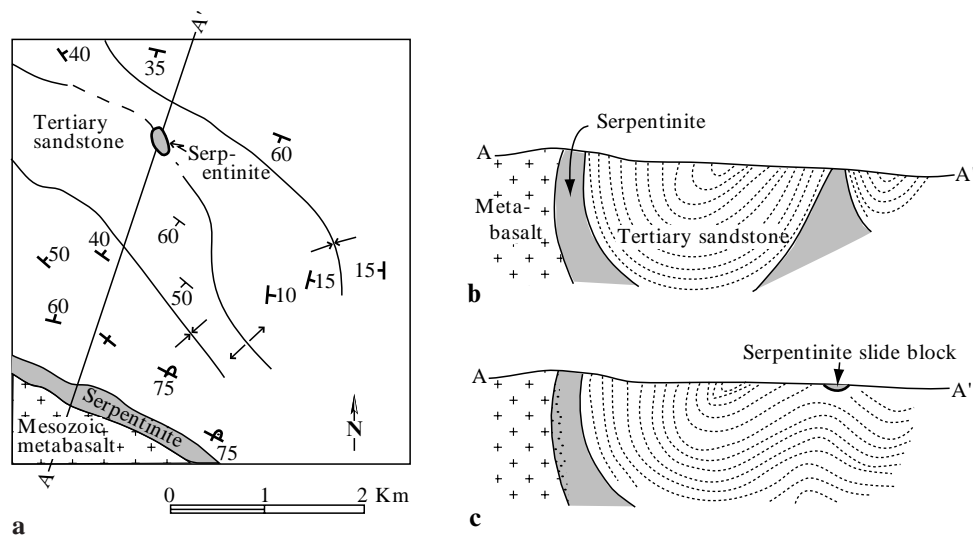 A'
40
35
Tertiary
sandstone
60
Serp-
entinite
50
40
60
50
10
15
15
60
75
Serpentinite
Mesozoic
metabasalt
75
N
A
0 1 2 Km
a
Serpentinite
A
A'
Meta-
basalt
Tertiary sandstone
b
Serpentinite slide block
A
A'
c